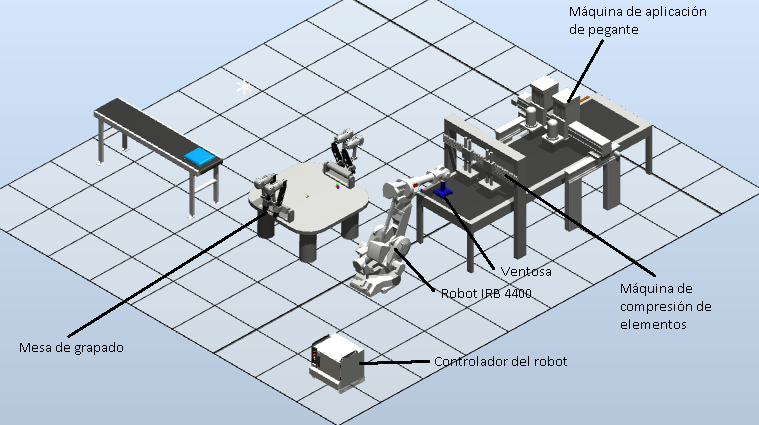 Máquina de aplicación
de pegante
Ventosa
Robot IRB 4400
Máquina de
compresión de
elementos
Mesa de grapado
Controlador del robot